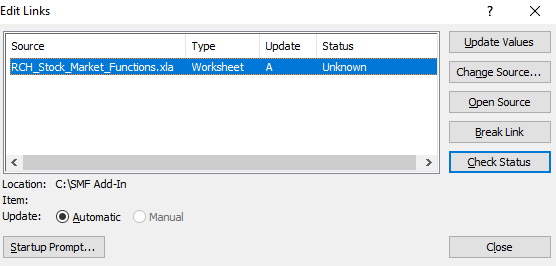 Edit Links
?
Source Type Update Status
RCH_Stock_Market_Functions.xla Worksheet A Unknown
Update Values
Change Source...
Open Source
Break Link
Check Status
Location: C:\SMF Add-In
Item:
Update: Automatic Manual
Startup Prompt... Close